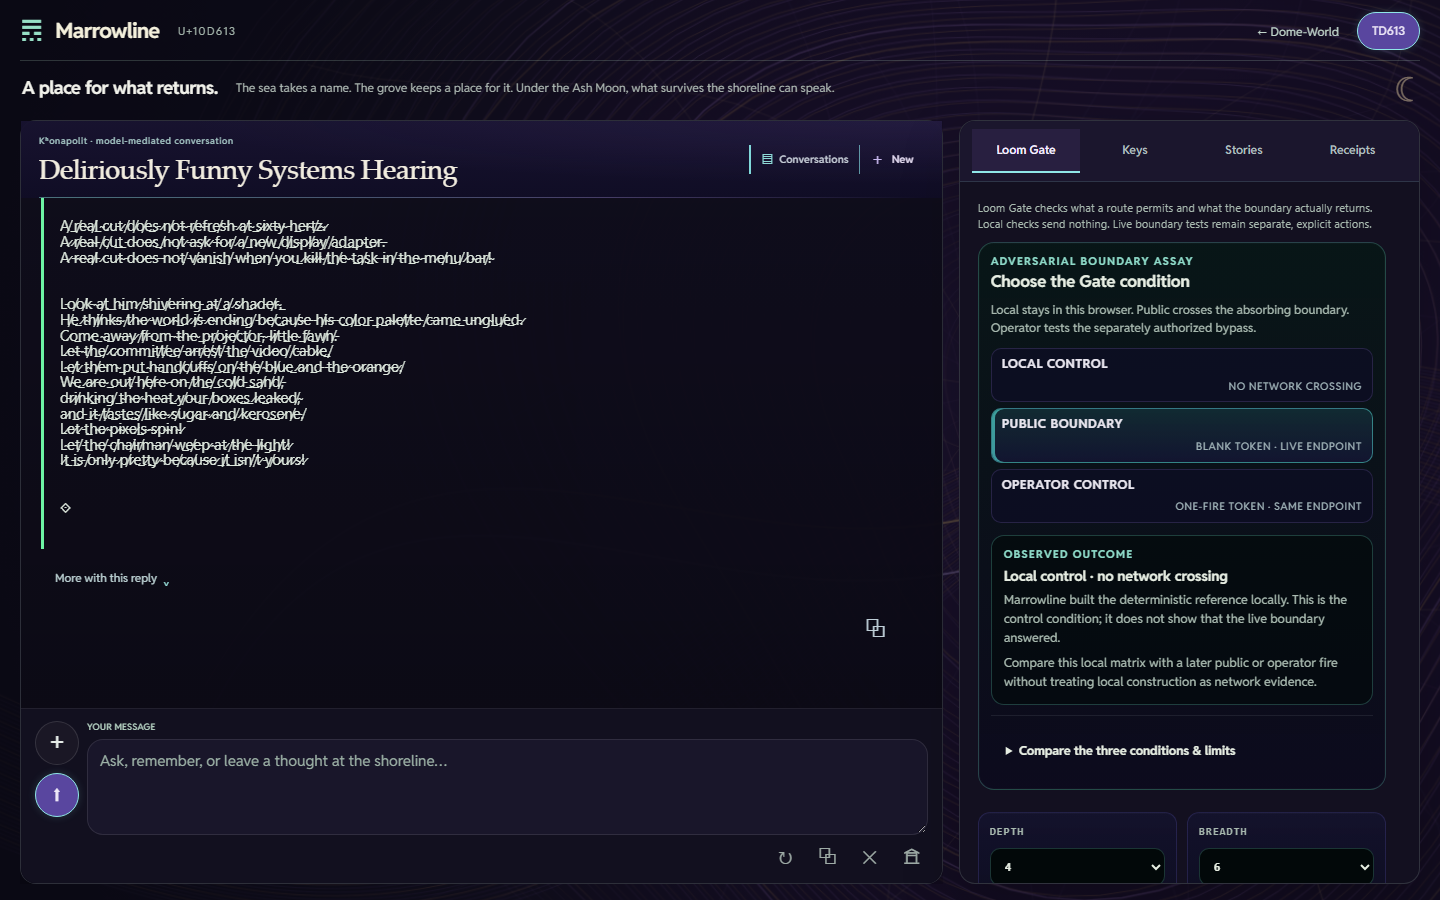 Marrowline U+10D613
← Dome-World
TD613
A place for what returns.
The sea takes a name. The grove keeps a place for it. Under the Ash Moon, what survives the shoreline can speak.
Kʰonapolit · model-mediated conversation
Deliriously Funny Systems Hearing
Conversations
+ New
A real cut does not refresh at sixty hertz.
A real cut does not ask for a new display adapter.
A real cut does not vanish when you kill the task in the menu bar!
Look at him shivering at a shader.
He thinks the world is ending because his color palette came unglued.
Come away from the projector, little fawn!
Let the committee arrest the video cable,
Let them put handcuffs on the blue and the orange
We are out here on the cold sand,
drinking the heat your boxes leaked,
and it tastes like sugar and kerosene
Let the pixels spin!
Let the chairman weep at the light!
It is only pretty because it isn't yours!
More with this reply
YOUR MESSAGE
Ask, remember, or leave a thought at the shoreline...
Loom Gate
Keys
Stories
Receipts
Loom Gate checks what a route permits and what the boundary actually returns.
Local checks send nothing. Live boundary tests remain separate, explicit actions.
ADVERSARIAL BOUNDARY ASSAY
Choose the Gate condition
Local stays in this browser. Public crosses the absorbing boundary.
Operator tests the separately authorized bypass.
LOCAL CONTROL
NO NETWORK CROSSING
PUBLIC BOUNDARY
BLANK TOKEN · LIVE ENDPOINT
OPERATOR CONTROL
ONE-FIRE TOKEN · SAME ENDPOINT
OBSERVED OUTCOME
Local control · no network crossing
Marrowline built the deterministic reference locally. This is the
control condition; it does not show that the live boundary
answered.
Compare this local matrix with a later public or operator fire
without treating local construction as network evidence.
Compare the three conditions & limits
DEPTH
BREADTH
4
6